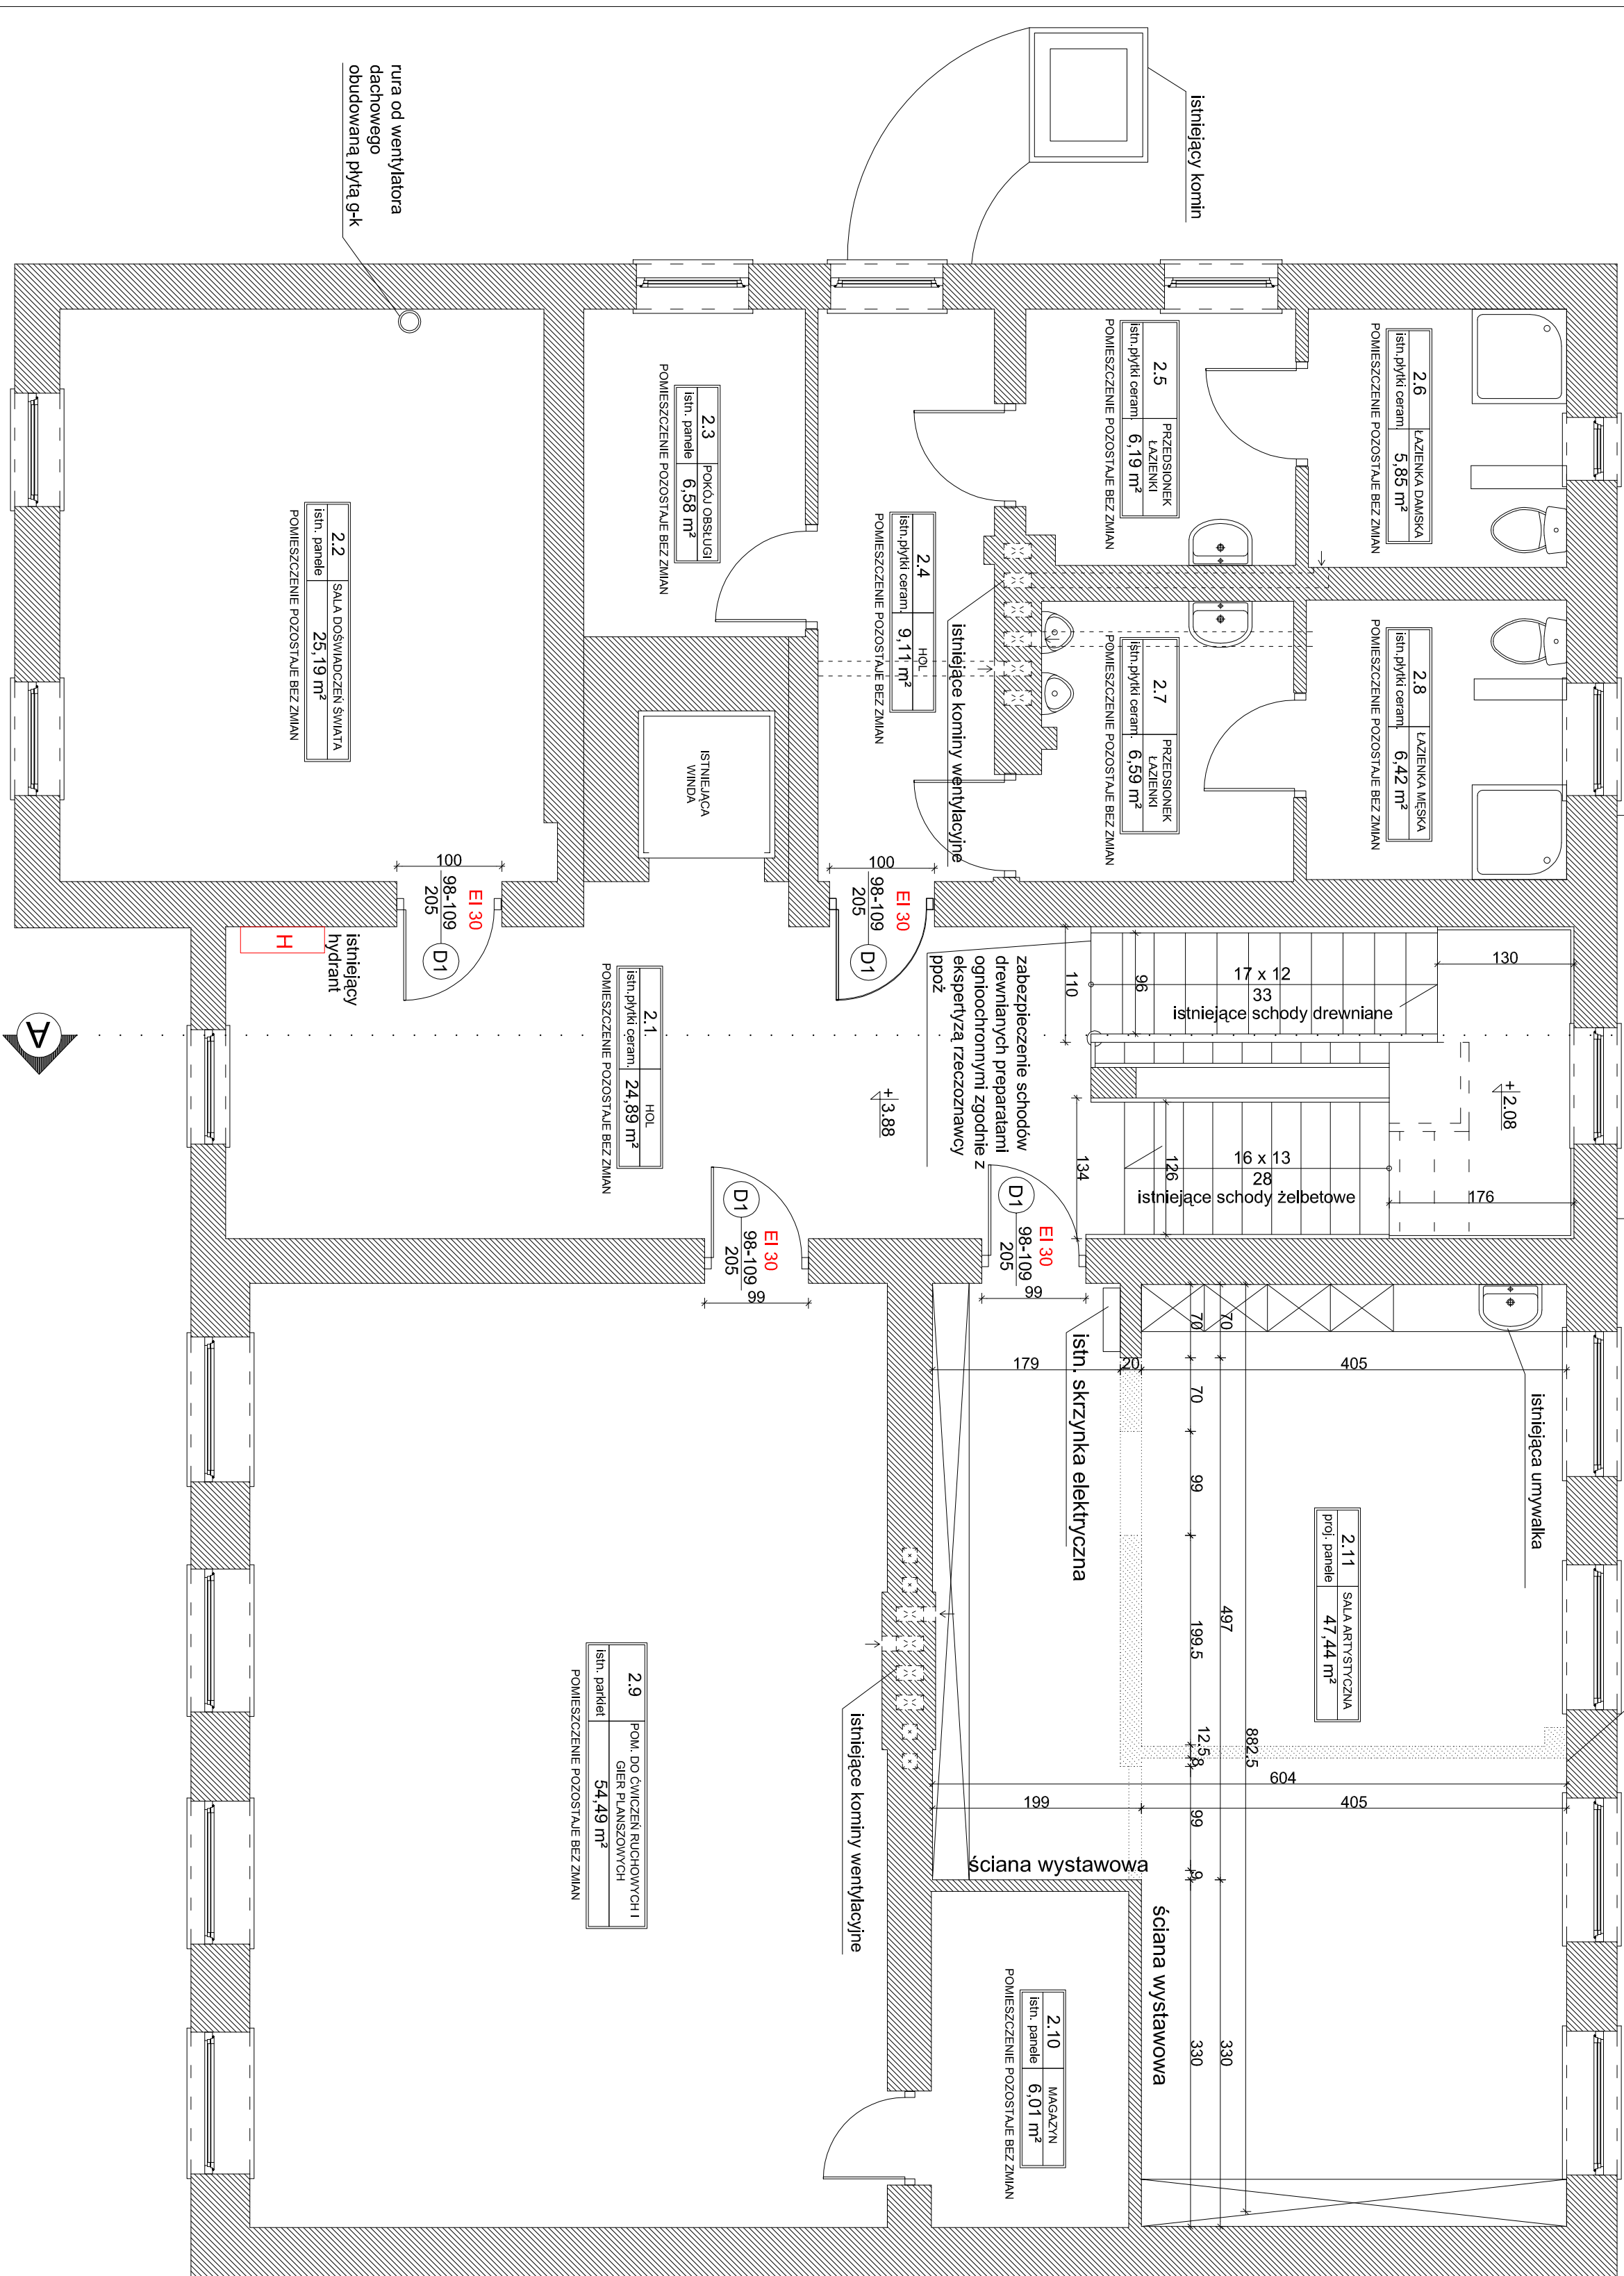 istniejący komin
rura od wentylatora
dachowego
obudowaną płytą g-k
2.6
ŁAZIENKA DAMSKA
istn.płytki ceram.
5,85 m²
POMIESZCZENIE POZOSTAJE BEZ ZMIAN
2.5
PRZEDSIONEK
ŁAZIENKI
istn.płytki ceram.
6,19 m²
POMIESZCZENIE POZOSTAJE BEZ ZMIAN
2.3
POKÓJ OBSŁUGI
istn. panele
6,58 m²
POMIESZCZENIE POZOSTAJE BEZ ZMIAN
2.2
SALA DOŚWIADCZEŃ ŚWIATA
istn. panele
25,19 m²
POMIESZCZENIE POZOSTAJE BEZ ZMIAN
2.4
HOL
istn.płytki ceram.
9,11 m²
POMIESZCZENIE POZOSTAJE BEZ ZMIAN
istniejące kominy wentylacyjne
2.8
ŁAZIENKA MĘSKA
istn.płytki ceram.
6,42 m²
POMIESZCZENIE POZOSTAJE BEZ ZMIAN
2.7
PRZEDSIONEK
ŁAZIENKI
istn.płytki ceram.
6,59 m²
POMIESZCZENIE POZOSTAJE BEZ ZMIAN
ISTNIEJĄCA
WINDA
100
EI 30
98-109
205
D1
100
EI 30
98-109
205
D1
H
istniejący
hydrant
A
2.1
HOL
istn.płytki ceram.
24,89 m²
POMIESZCZENIE POZOSTAJE BEZ ZMIAN
zabezpieczenie schodów
drewnianych preparatami
ogniochronnymi zgodnie z
ekspertyzą rzeczoznawcy
ppoż
110
96
17 x 12
33
istniejące schody drewniane
130
+2.08
+3.88
134
126
16 x 13
28
istniejące schody żelbetowe
176
D1
EI 30
98-109
205
99
D1
EI 30
98-109
205
99
istn. skrzynka elektryczna
istniejąca umywalka
179
20
405
70
70
70
99
497
199.5
12.5
8
882.5
604
199
405
99
9
330
330
2.11
SALA ARTYSTYCZNA
proj. panele
47,44 m²
2.9
POM. DO ĆWICZEŃ RUCHOWYCH I
GIER PLANSZOWYCH
istn. parkiet
54,49 m²
POMIESZCZENIE POZOSTAJE BEZ ZMIAN
istniejące kominy wentylacyjne
ściana wystawowa
ściana wystawowa
2.10
MAGAZYN
istn. panele
6,01 m²
POMIESZCZENIE POZOSTAJE BEZ ZMIAN